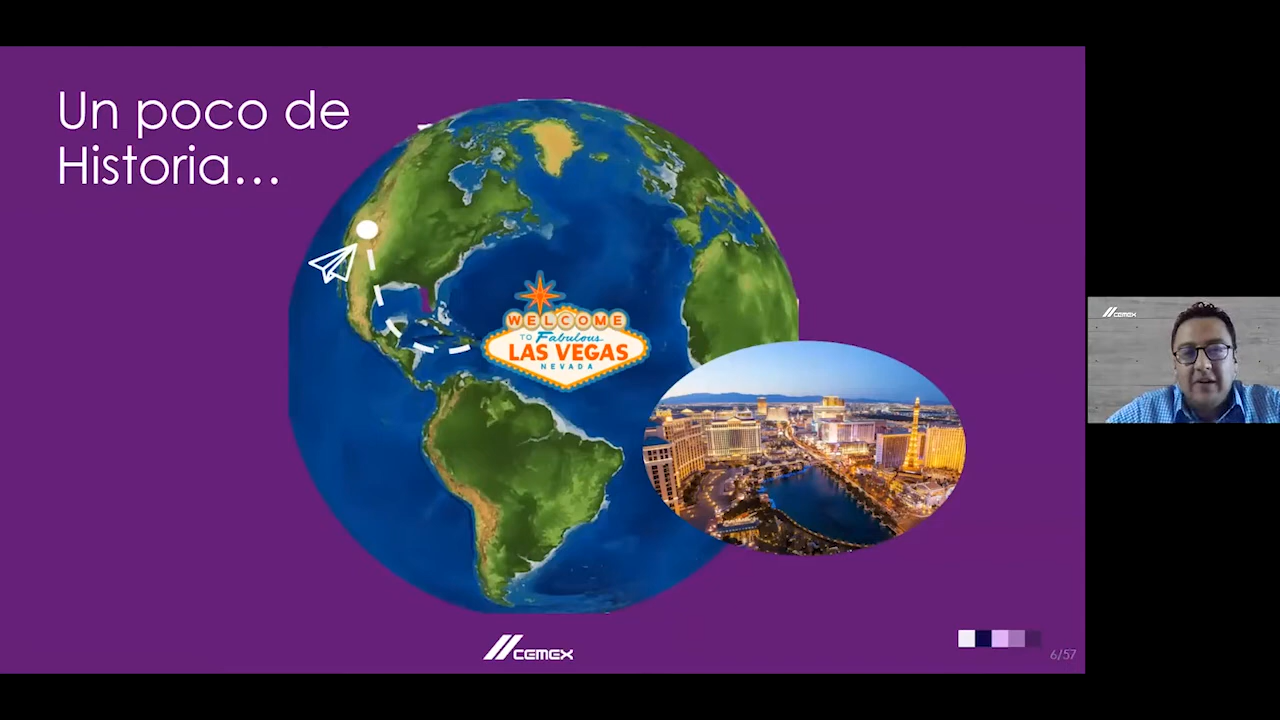 Un poco de
Historia...
WELCOME
TO Fabulous
LAS VEGAS
NEVADA
CEMEX
6/57
CEMEX